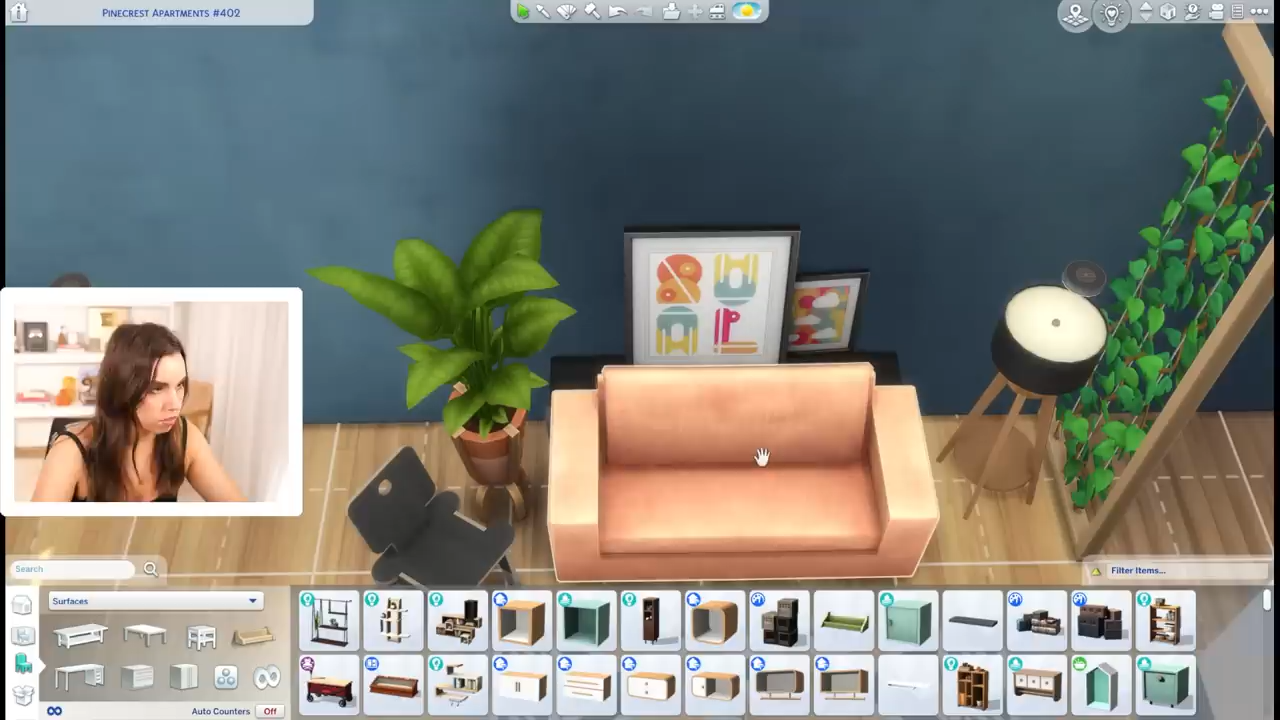 PINECREST APARTMENTS #402
Search
Filter Items...
Surfaces
Auto Counters Off